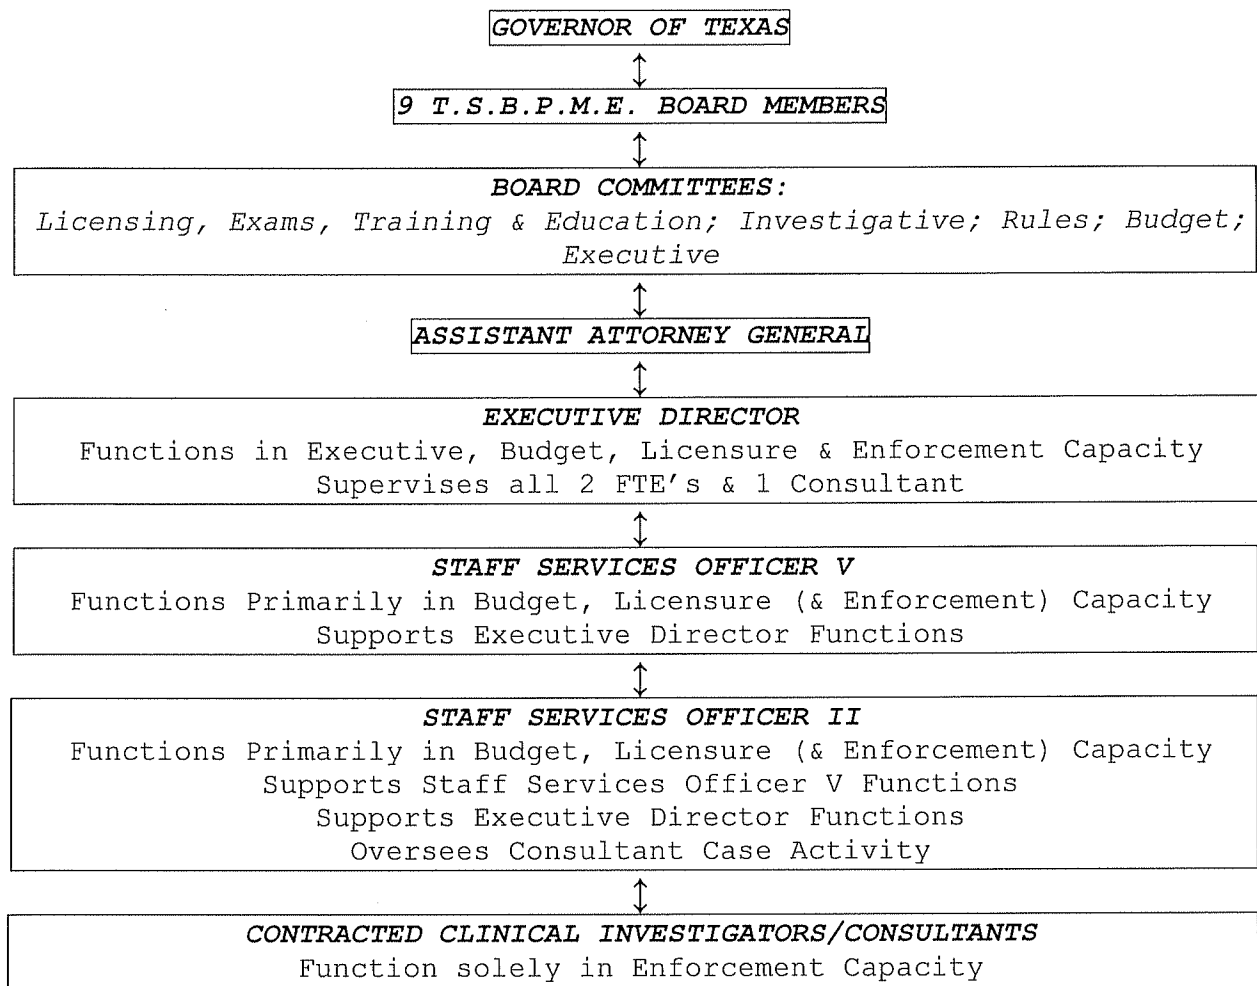 GOVERNOR OF TEXAS
9 T.S.B.P.M.E. BOARD MEMBERS
BOARD COMMITTEES:
Licensing, Exams, Training & Education; Investigative; Rules; Budget;
Executive
ASSISTANT ATTORNEY GENERAL
EXECUTIVE DIRECTOR
Functions in Executive, Budget, Licensure & Enforcement Capacity
Supervises all 2 FTE's & 1 Consultant
STAFF SERVICES OFFICER V
Functions Primarily in Budget, Licensure (& Enforcement) Capacity
Supports Executive Director Functions
STAFF SERVICES OFFICER II
Functions Primarily in Budget, Licensure (& Enforcement) Capacity
Supports Staff Services Officer V Functions
Supports Executive Director Functions
Oversees Consultant Case Activity
CONTRACTED CLINICAL INVESTIGATORS/CONSULTANTS
Function solely in Enforcement Capacity